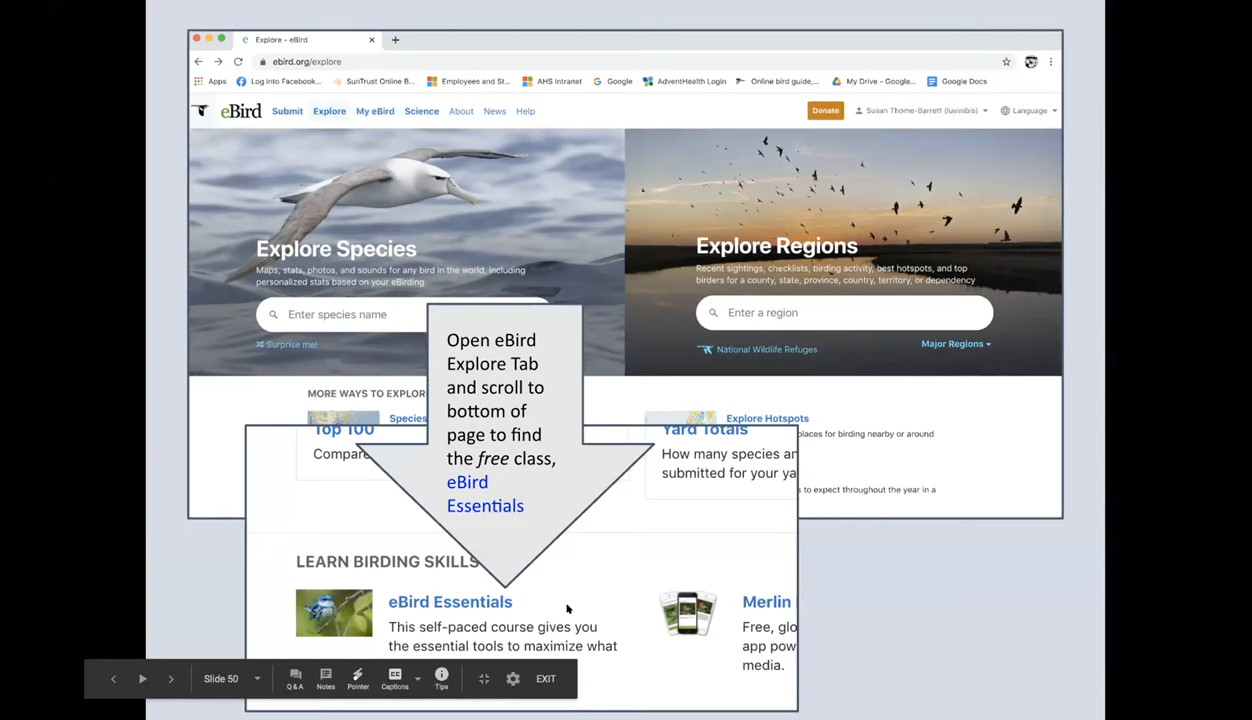 Explore - eBird
ebird.org/explore
Apps Log into Facebook... SunTrust Online B... Employees and St... AHS Intranet Google AdventHealth Login Online bird guide,... My Drive - Google... Google Docs
eBird Submit Explore My eBird Science About News Help Donate Susan Thome-Barrett (luvinibis) Language
Explore Species
Maps, stats, photos, and sounds for any bird in the world, including
personalized stats based on your eBirding
Enter species name
Surprise me!
Explore Regions
Recent sightings, checklists, birding activity, best hotspots, and top
birders for a county, state, province, country, territory, or dependency
Enter a region
National Wildlife Refuges
Major Regions
Open eBird
Explore Tab
and scroll to
bottom of
page to find
the free class,
eBird
Essentials
MORE WAYS TO EXPLOR
Species
Explore Hotspots
places for birding nearby or around
s to expect throughout the year in a
Top 100
Compare
Yard Totals
How many species an
submitted for your ya
LEARN BIRDING SKILLS
eBird Essentials
This self-paced course gives you
the essential tools to maximize what
Merlin
Free, glo
app pow
media.
Slide 50
Q & A Notes Pointer Captions Tips EXIT